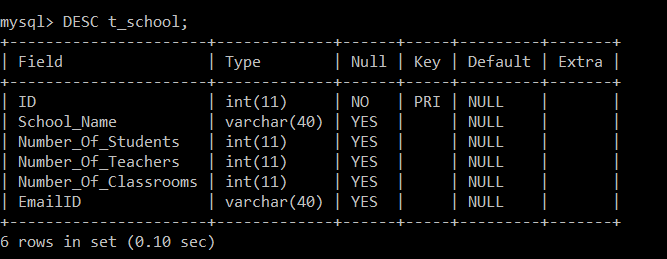 mysql> DESC t_school;
+----------------------+-------------+------+-----+---------+-------+
| Field                | Type        | Null | Key | Default | Extra |
+----------------------+-------------+------+-----+---------+-------+
| ID                   | int(11)     | NO   | PRI | NULL    |       |
| School_Name          | varchar(40) | YES  |     | NULL    |       |
| Number_Of_Students   | int(11)     | YES  |     | NULL    |       |
| Number_Of_Teachers   | int(11)     | YES  |     | NULL    |       |
| Number_Of_Classrooms | int(11)     | YES  |     | NULL    |       |
| EmailID              | varchar(40) | YES  |     | NULL    |       |
+----------------------+-------------+------+-----+---------+-------+
6 rows in set (0.10 sec)